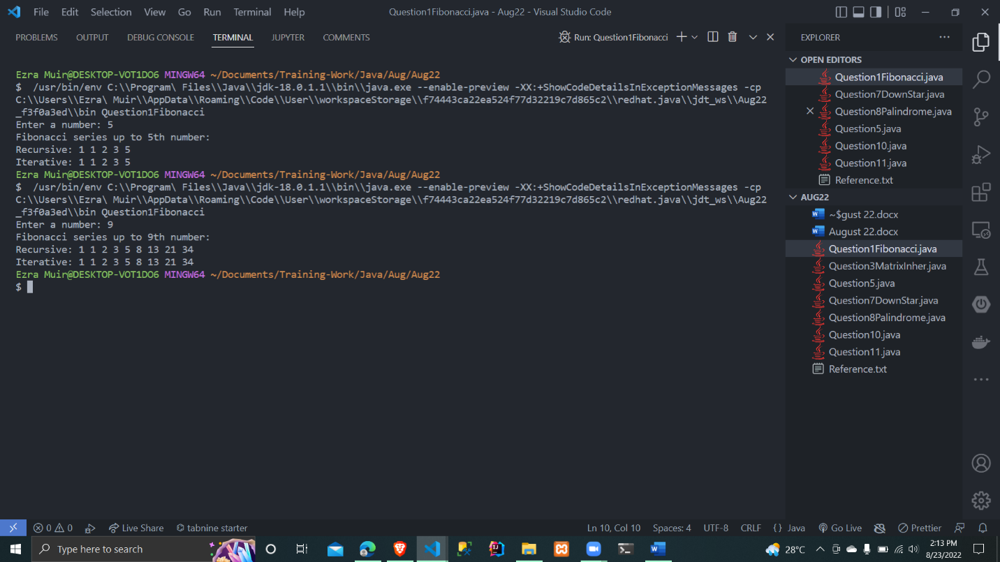 File Edit Selection View Go Run Terminal Help
Question1Fibonacci.java - Aug22 - Visual Studio Code
PROBLEMS OUTPUT DEBUG CONSOLE TERMINAL JUPYTER COMMENTS
Run: Question1Fibonacci
Ezra Muir@DESKTOP-VOT1DO6 MINGW64 ~/Documents/Training-Work/Java/Aug/Aug22
$  /usr/bin/env C:\\Program\ Files\\Java\\jdk-18.0.1.1\\bin\\java.exe --enable-preview -XX:+ShowCodeDetailsInExceptionMessages -cp
C:\\Users\\Ezra\ Muir\\AppData\\Roaming\\Code\\User\\workspaceStorage\\f74443ca22ea524f77d32219c7d865c2\\redhat.java\\jdt_ws\\Aug22
_f3f0a3ed\\bin Question1Fibonacci
Enter a number: 5
Fibonacci series up to 5th number:
Recursive: 1 1 2 3 5
Iterative: 1 1 2 3 5
Ezra Muir@DESKTOP-VOT1DO6 MINGW64 ~/Documents/Training-Work/Java/Aug/Aug22
$  /usr/bin/env C:\\Program\ Files\\Java\\jdk-18.0.1.1\\bin\\java.exe --enable-preview -XX:+ShowCodeDetailsInExceptionMessages -cp
C:\\Users\\Ezra\ Muir\\AppData\\Roaming\\Code\\User\\workspaceStorage\\f74443ca22ea524f77d32219c7d865c2\\redhat.java\\jdt_ws\\Aug22
_f3f0a3ed\\bin Question1Fibonacci
Enter a number: 9
Fibonacci series up to 9th number:
Recursive: 1 1 2 3 5 8 13 21 34
Iterative: 1 1 2 3 5 8 13 21 34
Ezra Muir@DESKTOP-VOT1DO6 MINGW64 ~/Documents/Training-Work/Java/Aug/Aug22
$
EXPLORER
OPEN EDITORS
Question1Fibonacci.java
Question7DownStar.java
Question8Palindrome.java
Question5.java
Question10.java
Question11.java
Reference.txt
AUG22
~$gust 22.docx
August 22.docx
Question1Fibonacci.java
Question3MatrixInher.java
Question5.java
Question7DownStar.java
Question8Palindrome.java
Question10.java
Question11.java
Reference.txt
0 0 Live Share tabnine starter
Ln 10, Col 10 Spaces: 4 UTF-8 CRLF {} Java Go Live Prettier
Type here to search
28°C
2:13 PM
8/23/2022